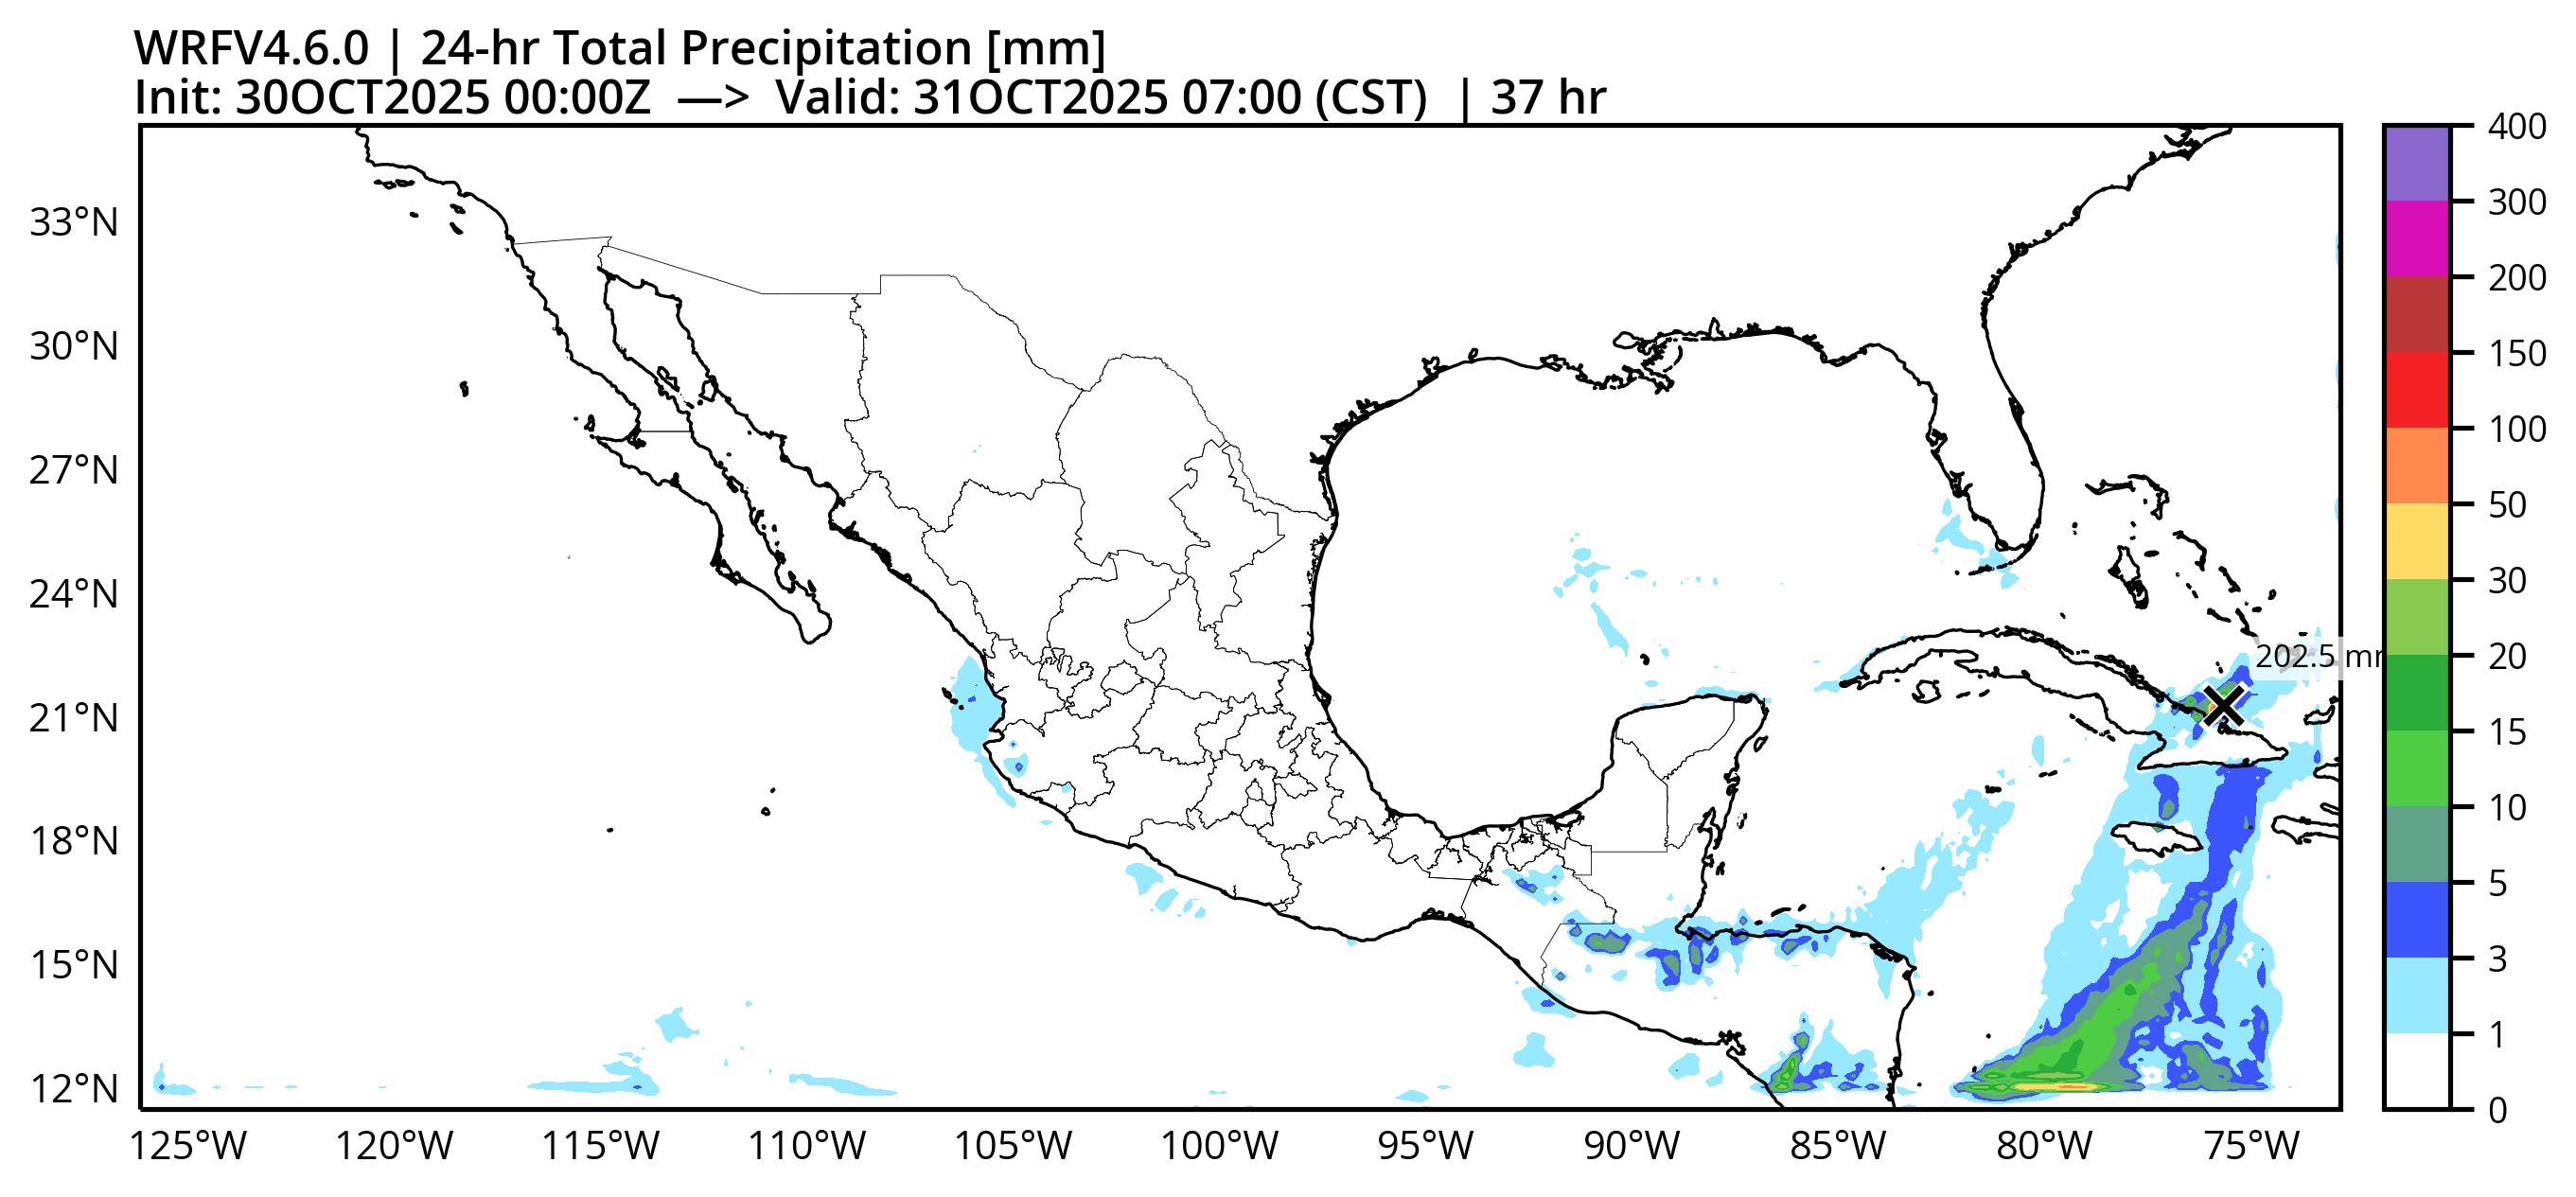 WRFV4.6.0 | 24-hr Total Precipitation [mm]
Init: 30OCT2025 00:00Z —> Valid: 31OCT2025 07:00 (CST) | 37 hr
33°N
30°N
27°N
24°N
21°N
18°N
15°N
12°N
125°W 120°W 115°W 110°W 105°W 100°W 95°W 90°W 85°W 80°W 75°W
202.5 mm
400
300
200
150
100
50
30
20
15
10
5
3
1
0